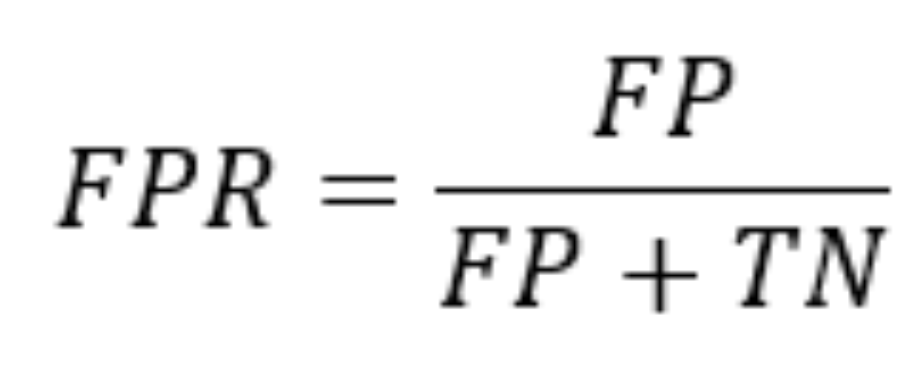 FPR = FP / FP + TN